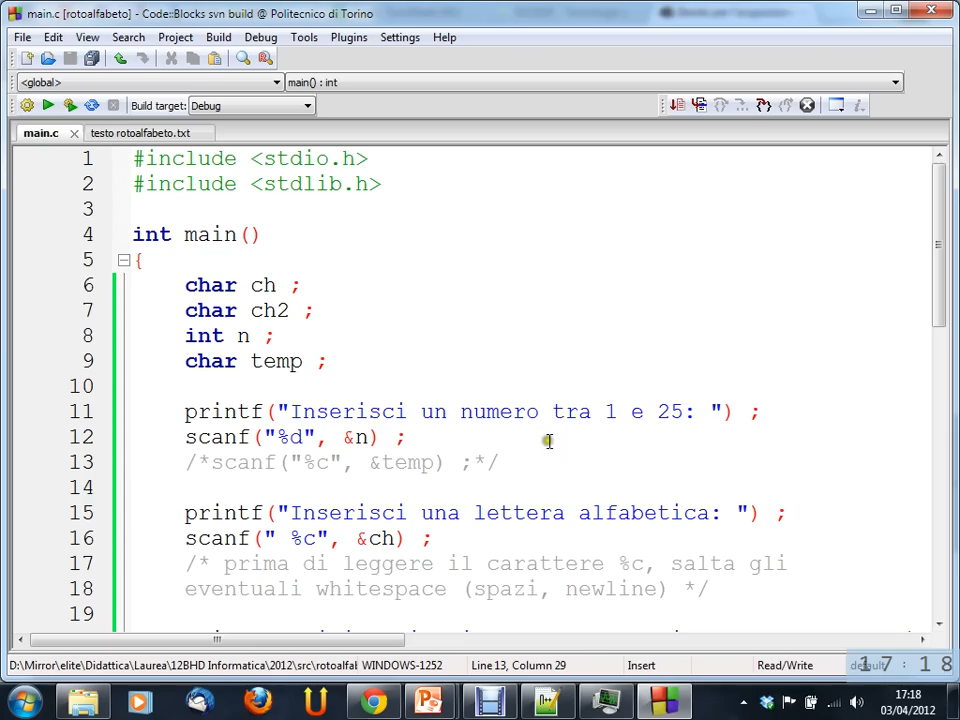 main.c [rotoalfabeto] - Code::Blocks svn build @ Politecnico di Torino
File Edit View Search Project Build Debug Tools Plugins Settings Help
<global> main() : int
Build target: Debug
main.c testo rotoalfabeto.txt
1 #include <stdio.h>
2 #include <stdlib.h>
3
4 int main()
5 {
6 char ch ;
7 char ch2 ;
8 int n ;
9 char temp ;
10
11 printf("Inserisci un numero tra 1 e 25: ") ;
12 scanf("%d", &n) ;
13 /*scanf("%c", &temp) ;*/
14
15 printf("Inserisci una lettera alfabetica: ") ;
16 scanf(" %c", &ch) ;
17 /* prima di leggere il carattere %c, salta gli
18 eventuali whitespace (spazi, newline) */
19
D:\Mirror\elite\Didattica\Laurea\12BHD Informatica\2012\src\rotoalfab WINDOWS-1252 Line 13, Column 29 Insert Read/Write default
17:18
17:18
03/04/2012